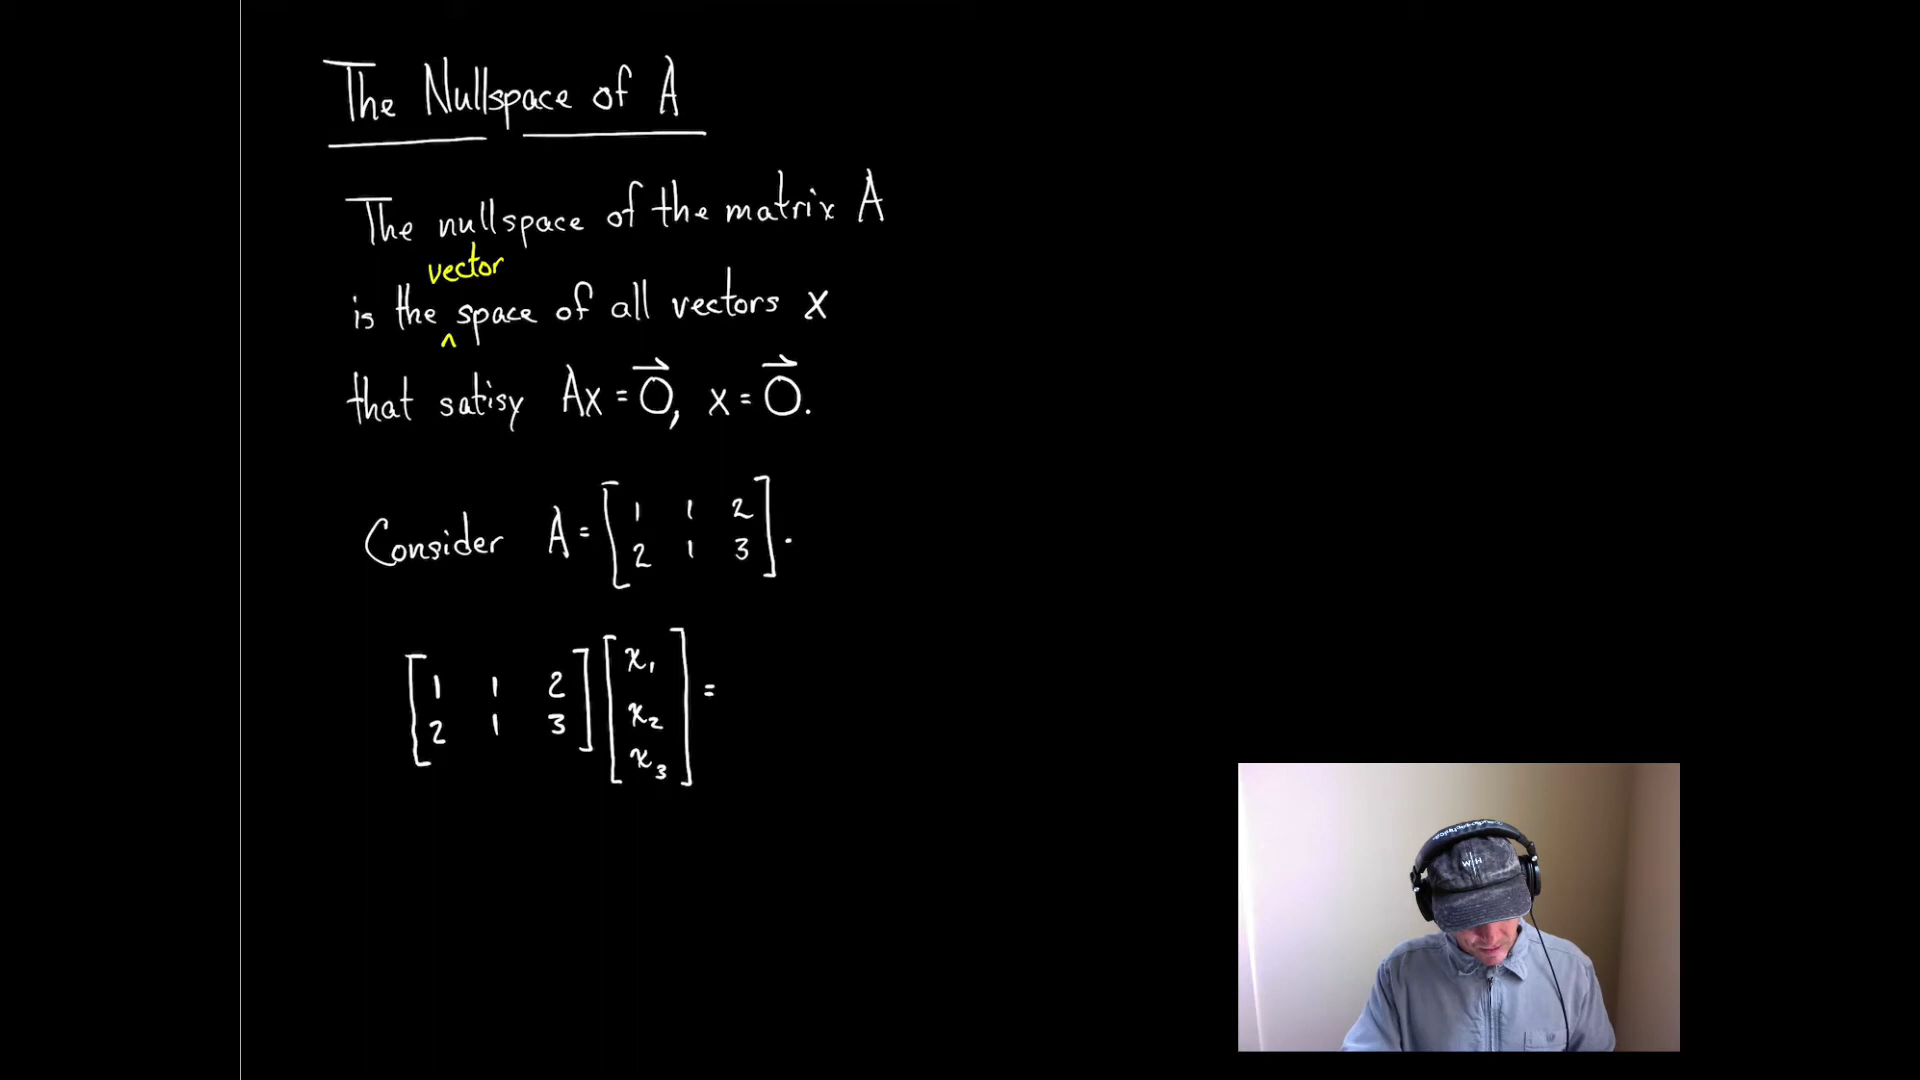 The Nullspace of A
The nullspace of the matrix A
vector
is the ^ space of all vectors x
that satisy Ax = 0⃗, x = 0⃗.
Consider A = [1 1 2
2 1 3].
[1 1 2
2 1 3] [x₁
x₂
x₃] =
WH